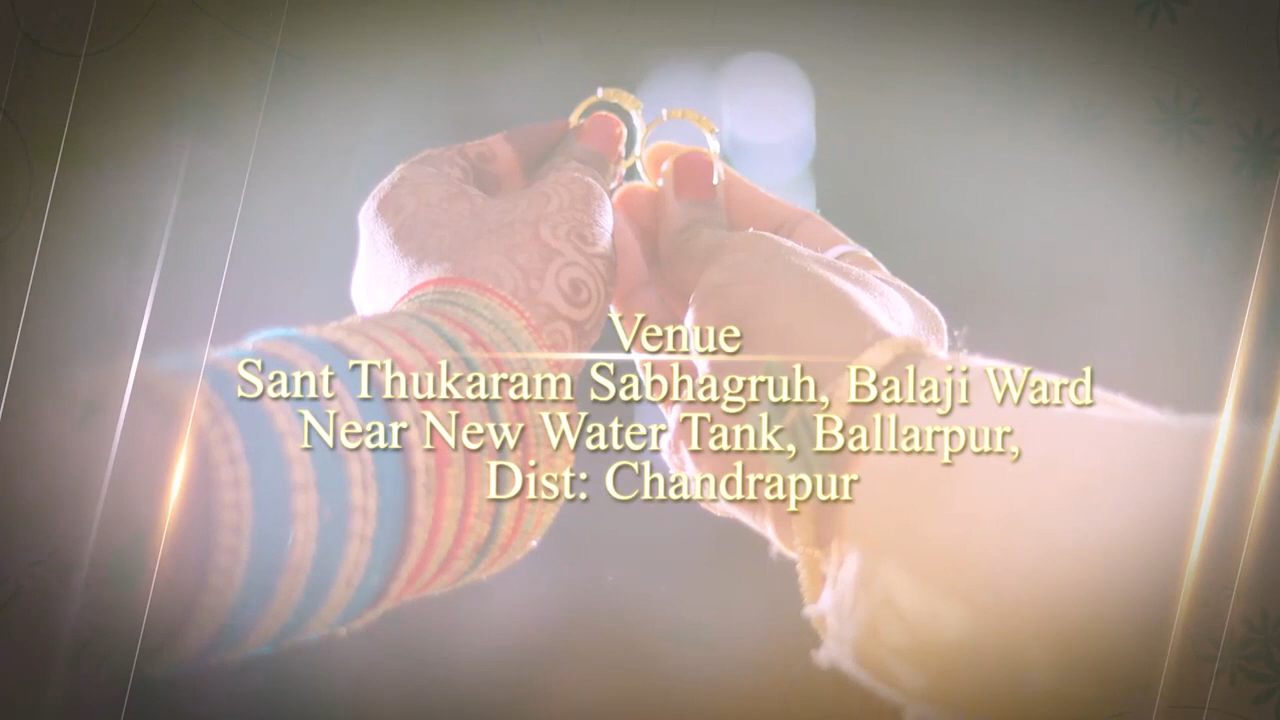 Venue
Sant Thukaram Sabhagruh, Balaji Ward
Near New Water Tank, Ballarpur,
Dist: Chandrapur